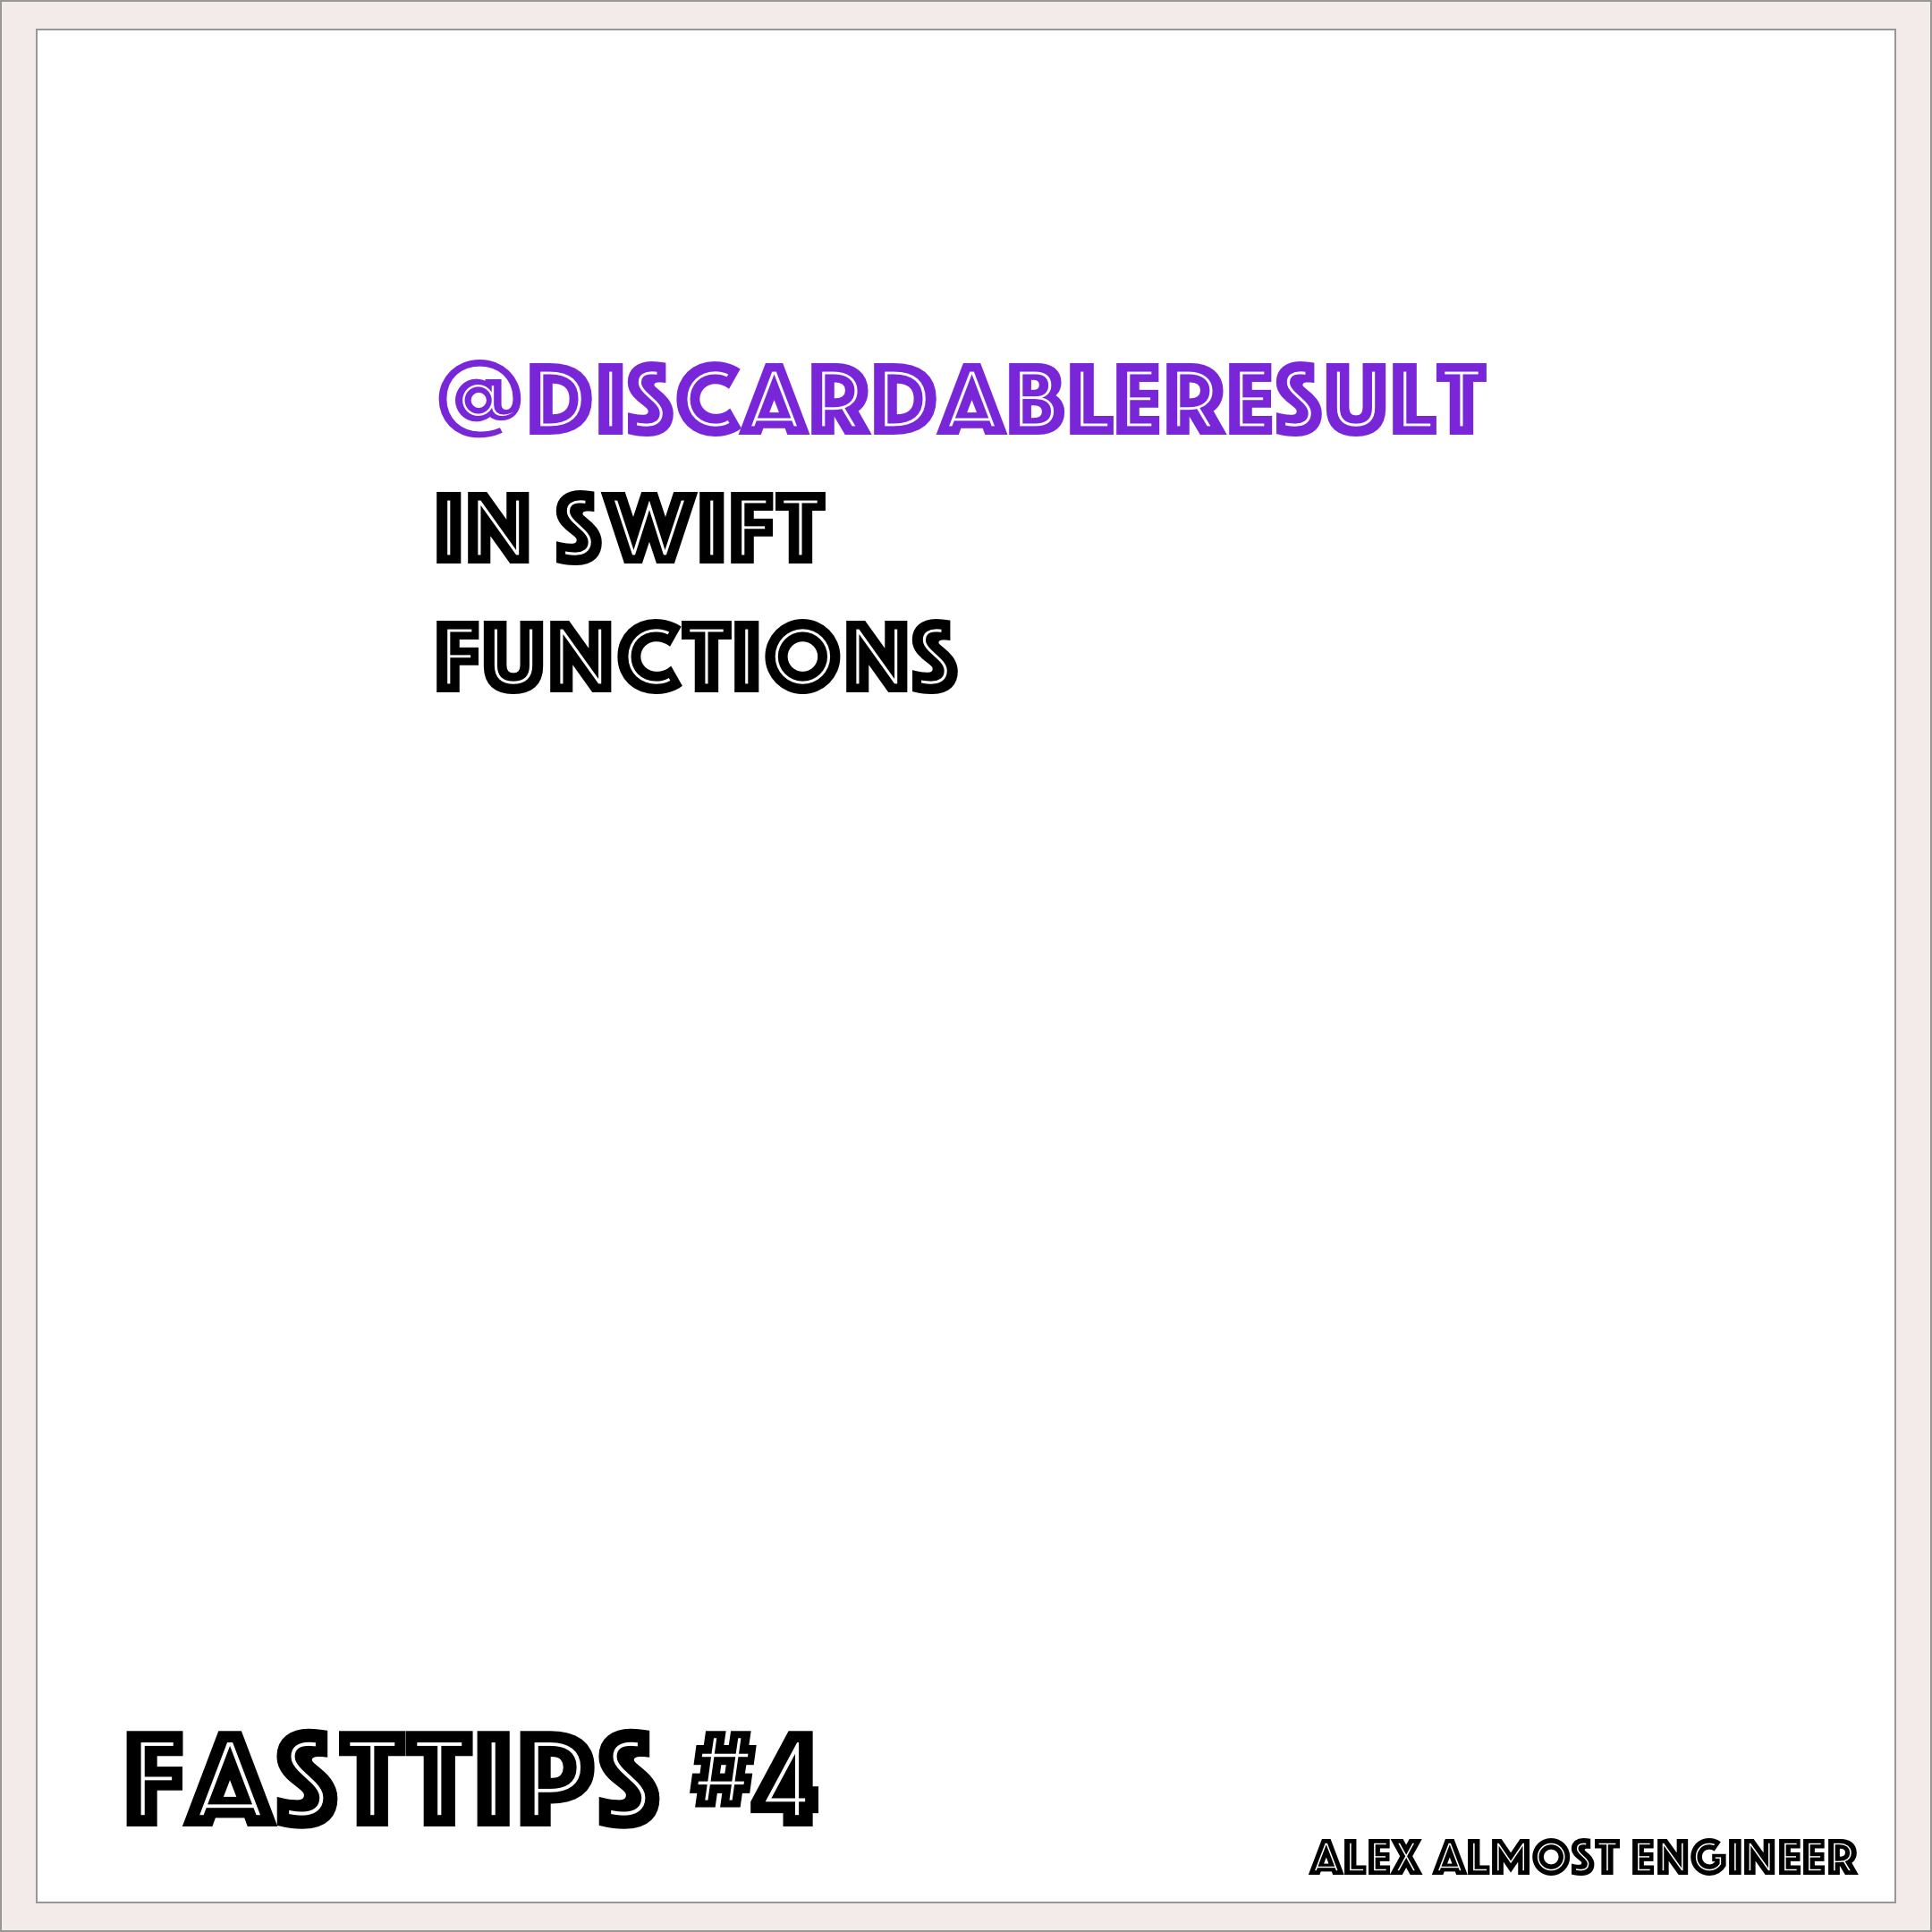 @DISCARDABLERESULT
IN SWIFT
FUNCTIONS
FASTTIPS #4
ALEX ALMOST ENGINEER